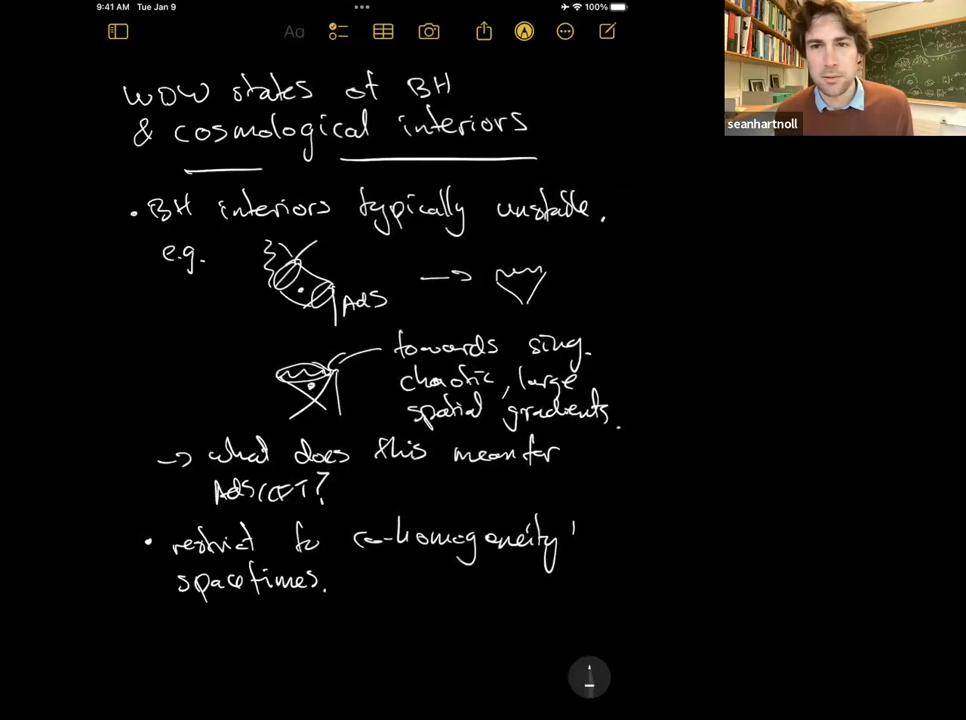 9:41 AM Tue Jan 9
100%
Aa
WDW states of BH
& cosmological interiors
• BH interiors typically unstable.
e.g.
AdS
towards sing.
chaotic, large
spatial gradients.
→ what does this mean for
AdS/CFT?
• restrict to co-homogeneity 1
spacetimes.
seanhartnoll